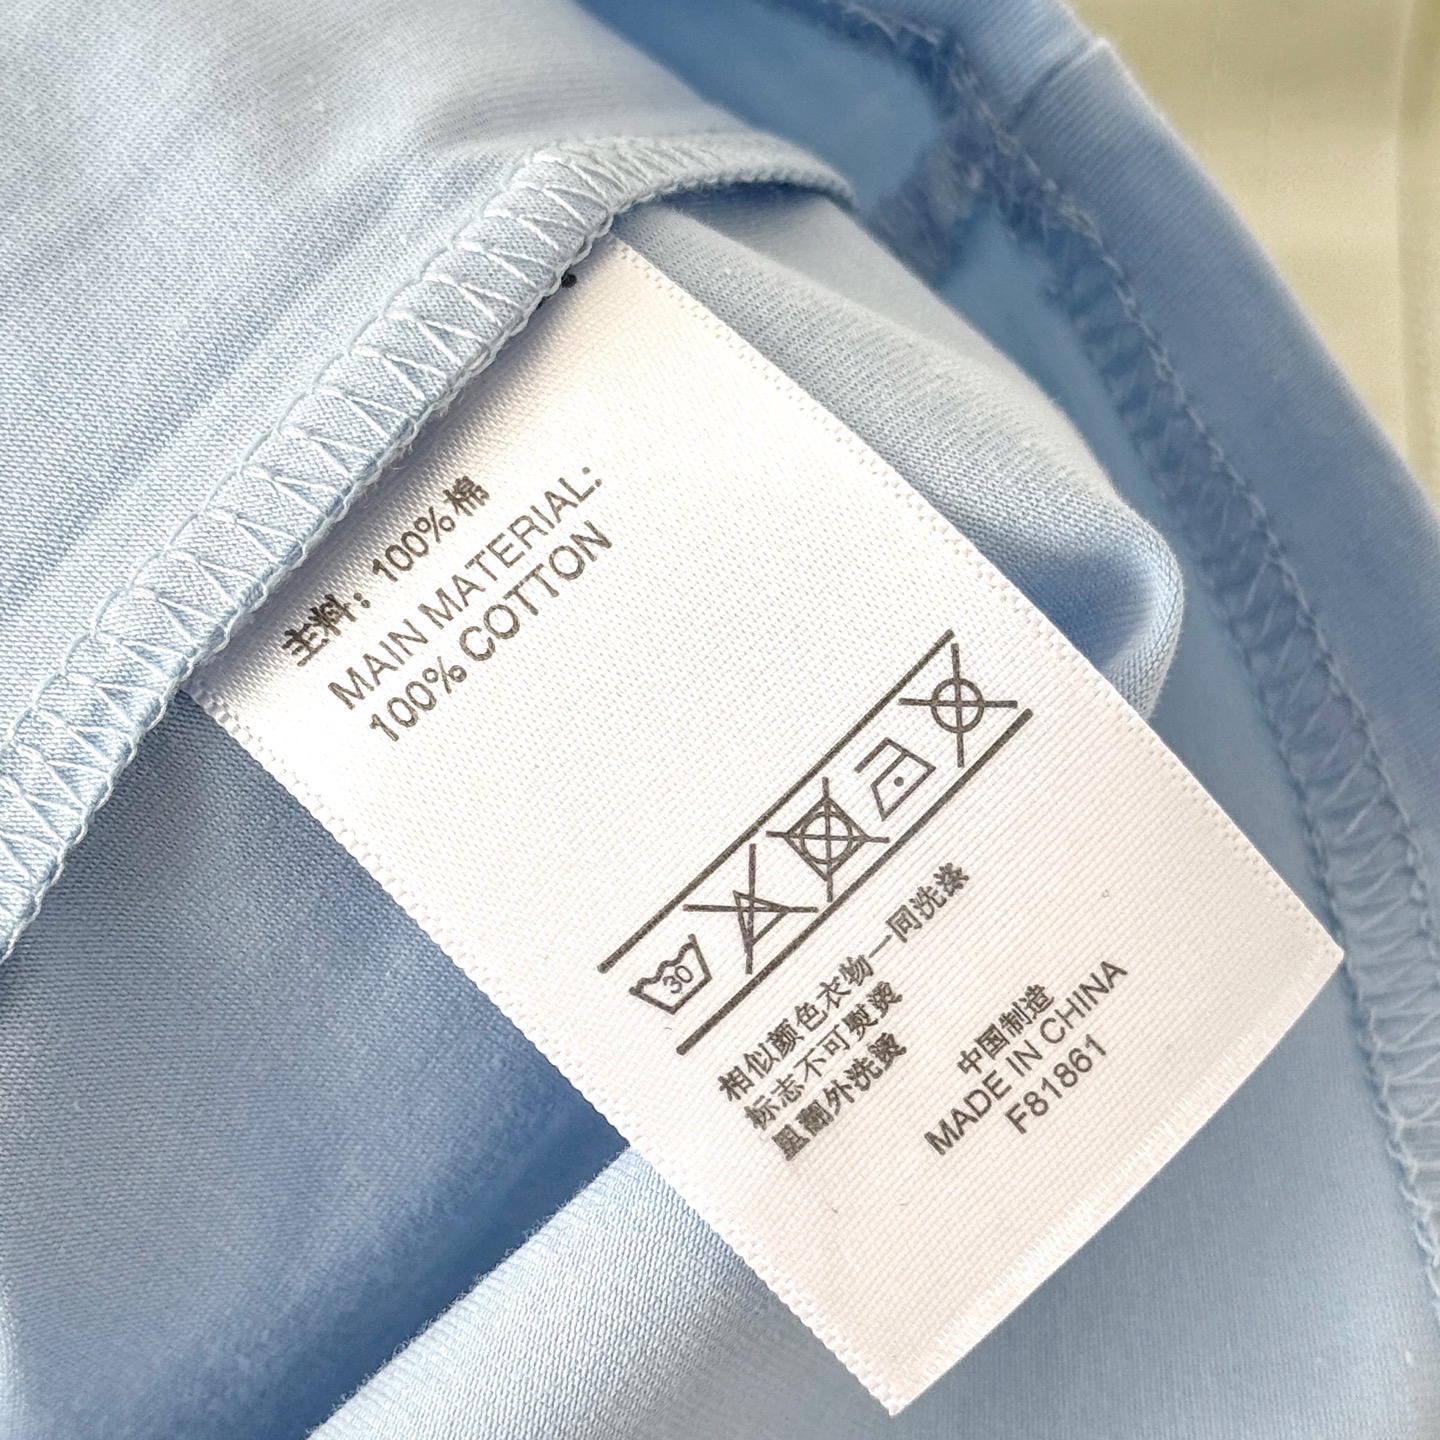 主料：100%棉
MAIN MATERIAL:
100% COTTON
30
相似颜色衣物一同洗涤
标志不可熨烫
里翻外洗烫
中国制造
MADE IN CHINA
F81861